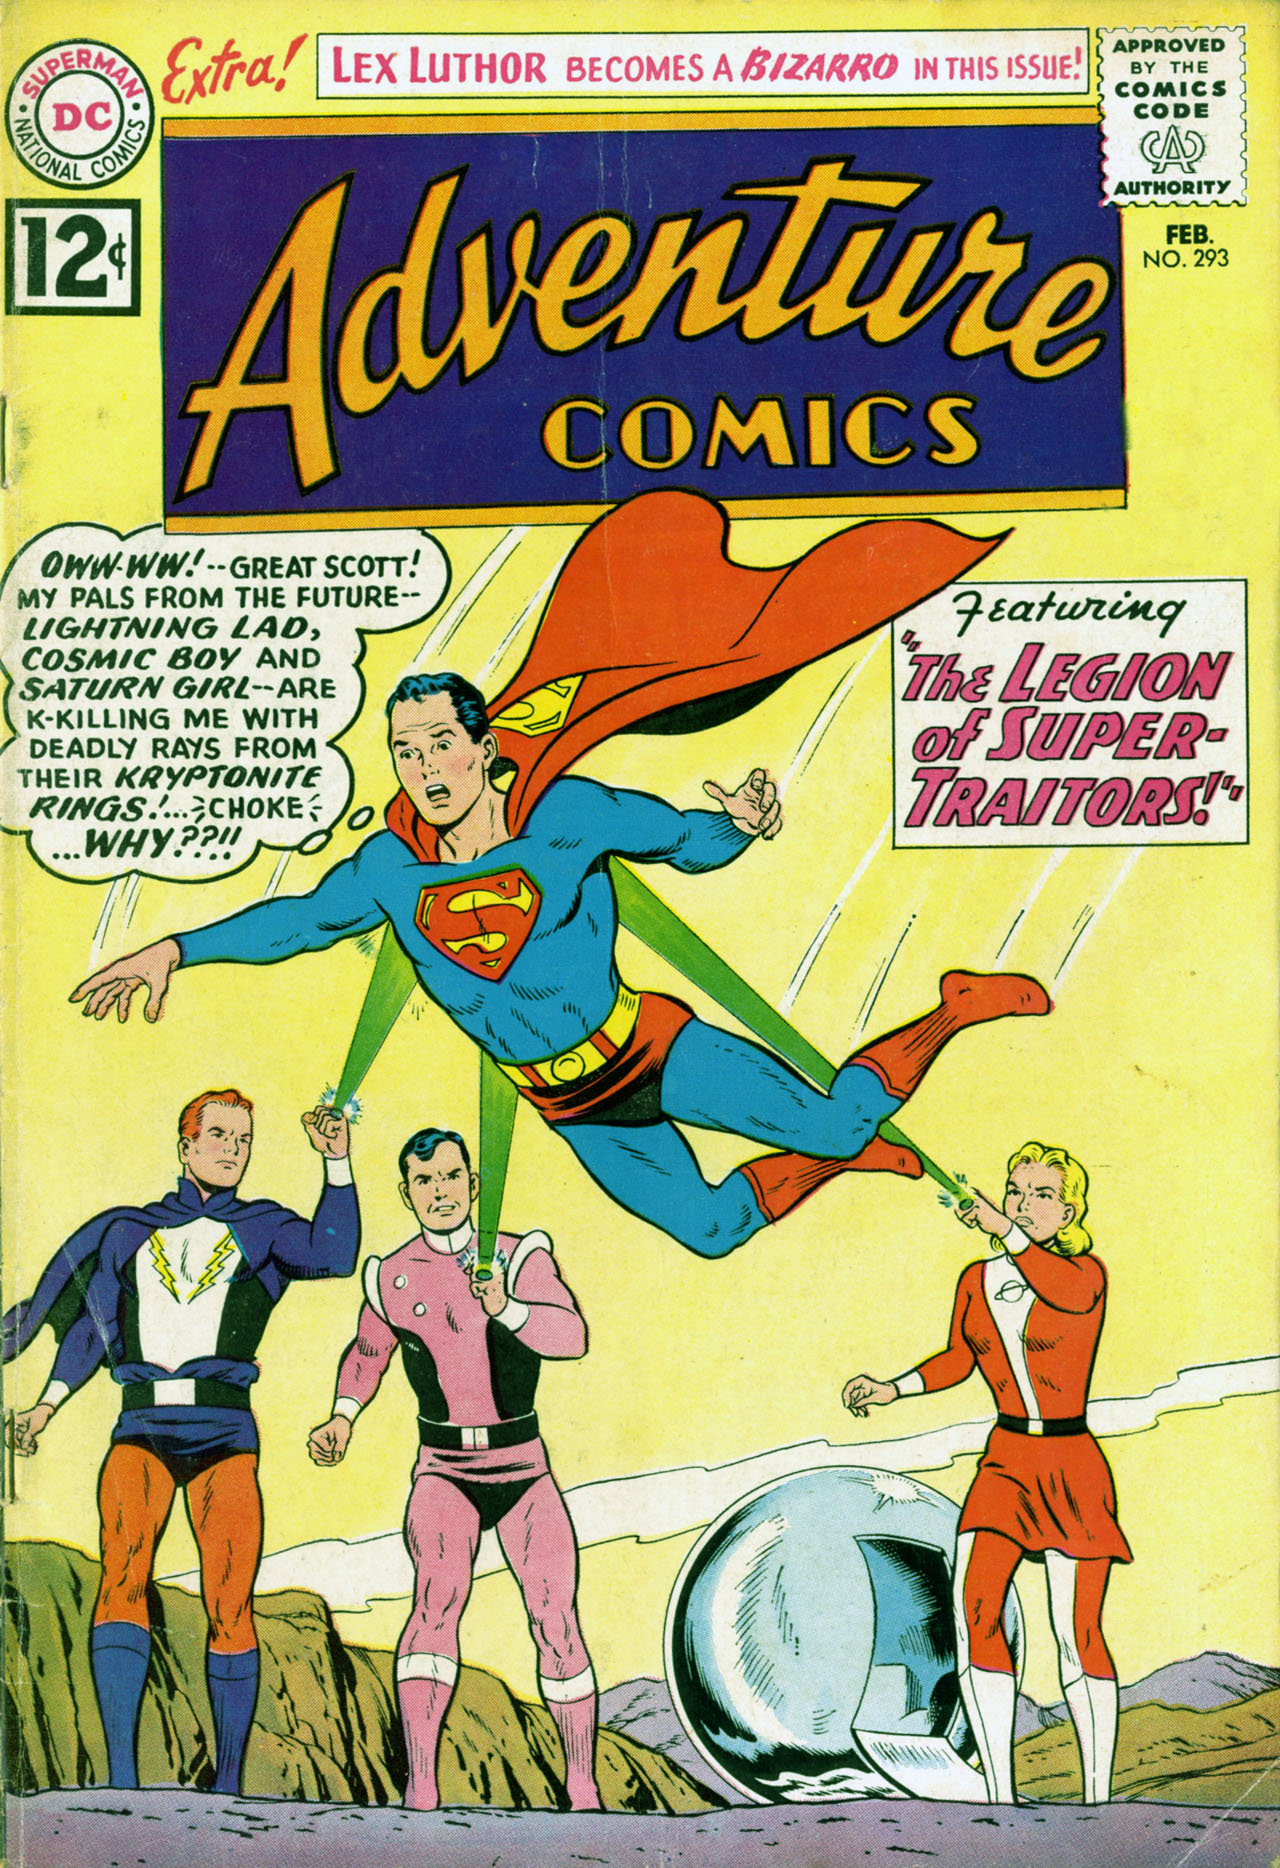 SUPERMAN
DC
NATIONAL COMICS
Extra!
LEX LUTHOR BECOMES A BIZARRO IN THIS ISSUE!
APPROVED
BY THE
COMICS
CODE
CA
AUTHORITY
12¢
Adventure
COMICS
FEB.
NO. 293
OWW-WW!--GREAT SCOTT!
MY PALS FROM THE FUTURE--
LIGHTNING LAD,
COSMIC BOY AND
SATURN GIRL--ARE
K-KILLING ME WITH
DEADLY RAYS FROM
THEIR KRYPTONITE
RINGS!...CHOKE
...WHY??!!
Featuring
"THE LEGION
of SUPER-
TRAITORS!"
S